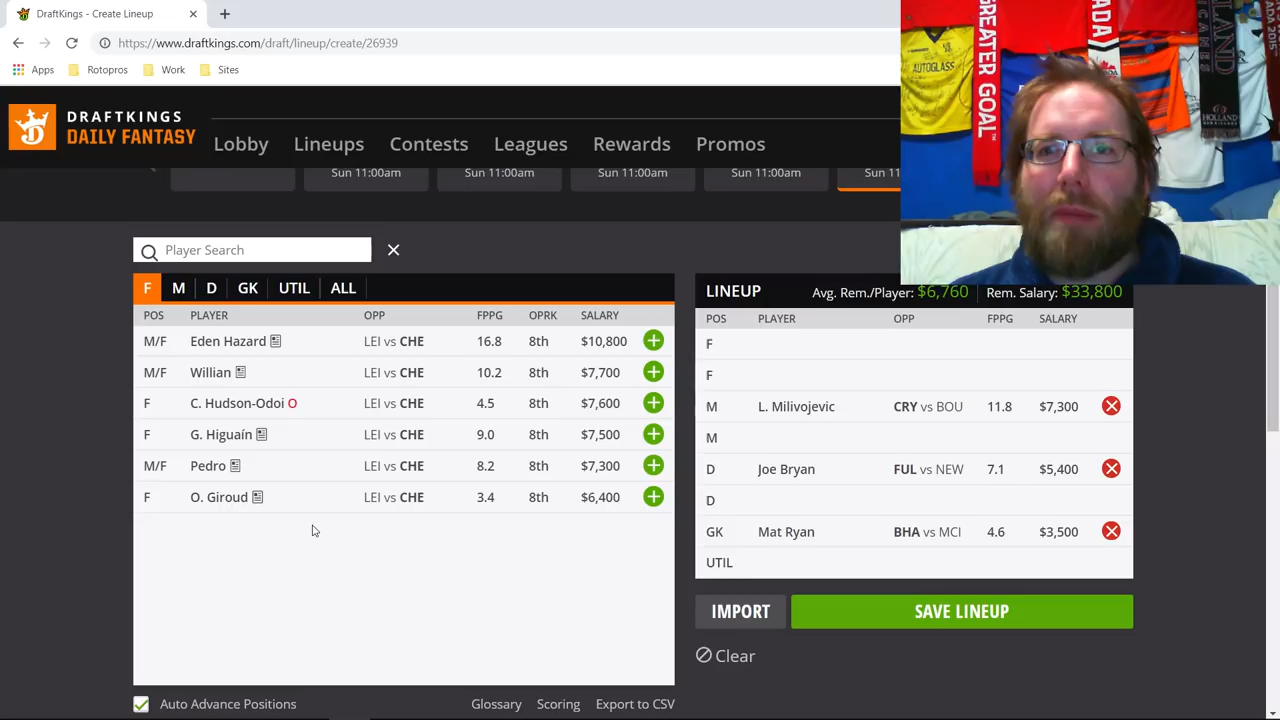 DraftKings - Create Lineup
https://www.draftkings.com/draft/lineup/create/26939
Apps Rotopros Work Sites
DRAFTKINGS
DAILY FANTASY
Lobby Lineups Contests Leagues Rewards Promos
Sun 11:00am Sun 11:00am Sun 11:00am Sun 11:00am Sun 11
Player Search
F M D GK UTIL ALL
POS PLAYER OPP FPPG OPRK SALARY
M/F Eden Hazard LEI vs CHE 16.8 8th $10,800
M/F Willian LEI vs CHE 10.2 8th $7,700
F C. Hudson-Odoi O LEI vs CHE 4.5 8th $7,600
F G. Higuaín LEI vs CHE 9.0 8th $7,500
M/F Pedro LEI vs CHE 8.2 8th $7,300
F O. Giroud LEI vs CHE 3.4 8th $6,400
Auto Advance Positions Glossary Scoring Export to CSV
LINEUP Avg. Rem./Player: $6,760 Rem. Salary: $33,800
POS PLAYER OPP FPPG SALARY
F
F
M L. Milivojevic CRY vs BOU 11.8 $7,300
M
D Joe Bryan FUL vs NEW 7.1 $5,400
D
GK Mat Ryan BHA vs MCI 4.6 $3,500
UTIL
IMPORT SAVE LINEUP
Clear
AUTOGLASS
GREATER GOAL
ADA
HOLLAND